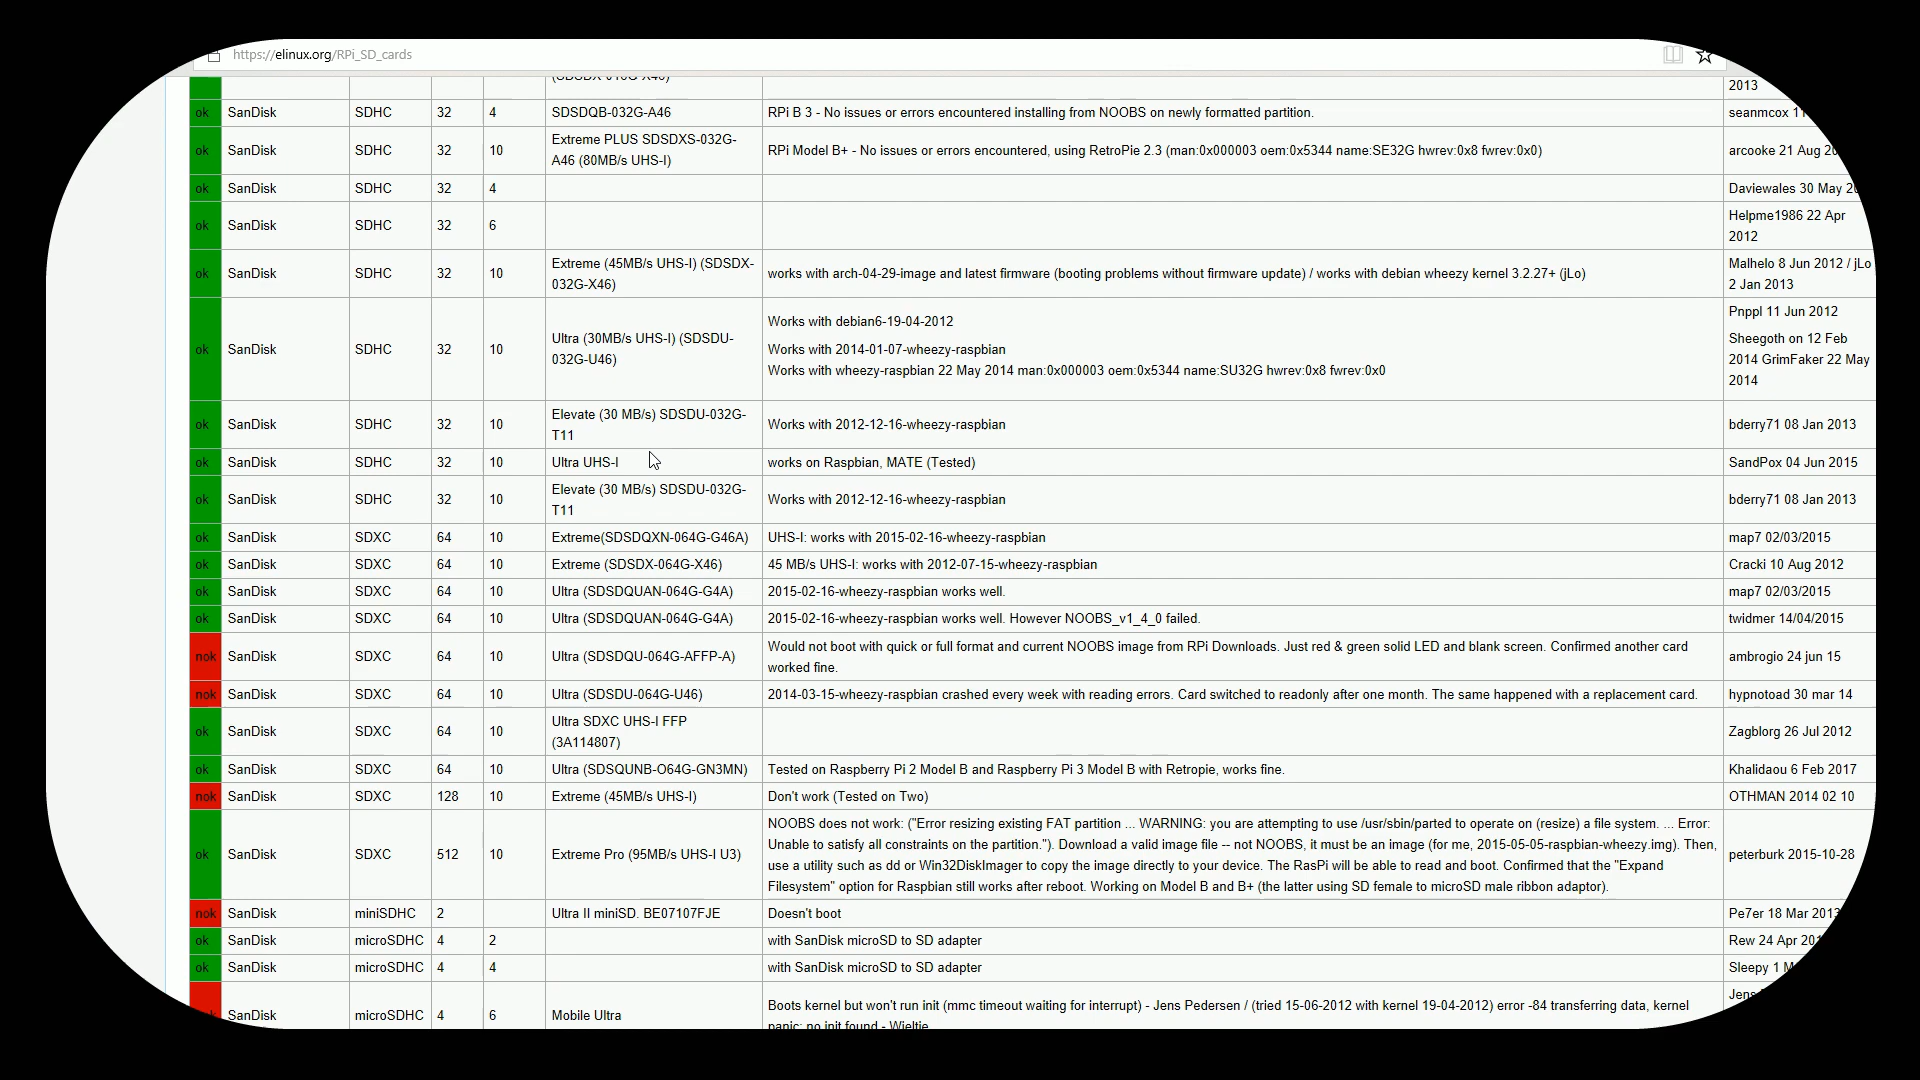 https://elinux.org/RPi_SD_cards
(SDSDX-016G-X46)
2013
ok SanDisk SDHC 32 4 SDSDQB-032G-A46 RPi B 3 - No issues or errors encountered installing from NOOBS on newly formatted partition. seanmcox
ok SanDisk SDHC 32 10 Extreme PLUS SDSDXS-032G-
A46 (80MB/s UHS-I) RPi Model B+ - No issues or errors encountered, using RetroPie 2.3 (man:0x000003 oem:0x5344 name:SE32G hwrev:0x8 fwrev:0x0) arcooke 21 Aug
ok SanDisk SDHC 32 4 Daviewales 30 May
ok SanDisk SDHC 32 6 Helpme1986 22 Apr
2012
ok SanDisk SDHC 32 10 Extreme (45MB/s UHS-I) (SDSDX-
032G-X46) works with arch-04-29-image and latest firmware (booting problems without firmware update) / works with debian wheezy kernel 3.2.27+ (jLo) Malhelo 8 Jun 2012 / jLo
2 Jan 2013
ok SanDisk SDHC 32 10 Ultra (30MB/s UHS-I) (SDSDU-
032G-U46) Works with debian6-19-04-2012
Works with 2014-01-07-wheezy-raspbian
Works with wheezy-raspbian 22 May 2014 man:0x000003 oem:0x5344 name:SU32G hwrev:0x8 fwrev:0x0
Pnppl 11 Jun 2012
Sheegoth on 12 Feb
2014 GrimFaker 22 May
2014
ok SanDisk SDHC 32 10 Elevate (30 MB/s) SDSDU-032G-
T11 Works with 2012-12-16-wheezy-raspbian bderry71 08 Jan 2013
ok SanDisk SDHC 32 10 Ultra UHS-I works on Raspbian, MATE (Tested) SandPox 04 Jun 2015
ok SanDisk SDHC 32 10 Elevate (30 MB/s) SDSDU-032G-
T11 Works with 2012-12-16-wheezy-raspbian bderry71 08 Jan 2013
ok SanDisk SDXC 64 10 Extreme(SDSDQXN-064G-G46A) UHS-I: works with 2015-02-16-wheezy-raspbian map7 02/03/2015
ok SanDisk SDXC 64 10 Extreme (SDSDX-064G-X46) 45 MB/s UHS-I: works with 2012-07-15-wheezy-raspbian Cracki 10 Aug 2012
ok SanDisk SDXC 64 10 Ultra (SDSDQUAN-064G-G4A) 2015-02-16-wheezy-raspbian works well. map7 02/03/2015
ok SanDisk SDXC 64 10 Ultra (SDSDQUAN-064G-G4A) 2015-02-16-wheezy-raspbian works well. However NOOBS_v1_4_0 failed. twidmer 14/04/2015
nok SanDisk SDXC 64 10 Ultra (SDSDQU-064G-AFFP-A) Would not boot with quick or full format and current NOOBS image from RPi Downloads. Just red & green solid LED and blank screen. Confirmed another card
worked fine. ambrogio 24 jun 15
nok SanDisk SDXC 64 10 Ultra (SDSDU-064G-U46) 2014-03-15-wheezy-raspbian crashed every week with reading errors. Card switched to readonly after one month. The same happened with a replacement card. hypnotoad 30 mar 14
ok SanDisk SDXC 64 10 Ultra SDXC UHS-I FFP
(3A114807) Zagblorg 26 Jul 2012
ok SanDisk SDXC 64 10 Ultra (SDSQUNB-O64G-GN3MN) Tested on Raspberry Pi 2 Model B and Raspberry Pi 3 Model B with Retropie, works fine. Khalidaou 6 Feb 2017
nok SanDisk SDXC 128 10 Extreme (45MB/s UHS-I) Don't work (Tested on Two) OTHMAN 2014 02 10
ok SanDisk SDXC 512 10 Extreme Pro (95MB/s UHS-I U3) NOOBS does not work: ("Error resizing existing FAT partition ... WARNING: you are attempting to use /usr/sbin/parted to operate on (resize) a file system. ... Error:
Unable to satisfy all constraints on the partition."). Download a valid image file -- not NOOBS, it must be an image (for me, 2015-05-05-raspbian-wheezy.img). Then,
use a utility such as dd or Win32DiskImager to copy the image directly to your device. The RasPi will be able to read and boot. Confirmed that the "Expand
Filesystem" option for Raspbian still works after reboot. Working on Model B and B+ (the latter using SD female to microSD male ribbon adaptor). peterburk 2015-10-28
nok SanDisk miniSDHC 2 Ultra II miniSD. BE07107FJE Doesn't boot Pe7er 18 Mar 2013
ok SanDisk microSDHC 4 2 with SanDisk microSD to SD adapter Rew 24 Apr
ok SanDisk microSDHC 4 4 with SanDisk microSD to SD adapter Sleepy 1
SanDisk microSDHC 4 6 Mobile Ultra Boots kernel but won't run init (mmc timeout waiting for interrupt) - Jens Pedersen / (tried 15-06-2012 with kernel 19-04-2012) error -84 transferring data, kernel
panic: no init found - Wieltje Jens